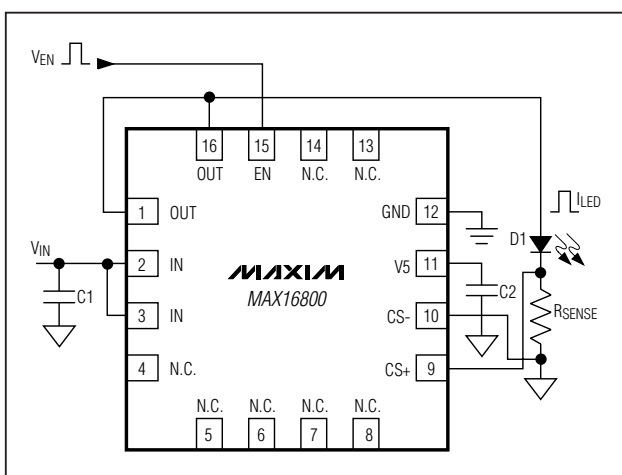 VEN
16 15 14 13
OUT EN N.C. N.C.
1 OUT
GND 12
ILED
D1
VIN
2 IN
V5 11
C1
MAXIM
MAX16800
C2
3 IN
CS- 10
RSENSE
4 N.C.
CS+ 9
N.C. N.C. N.C. N.C.
5 6 7 8